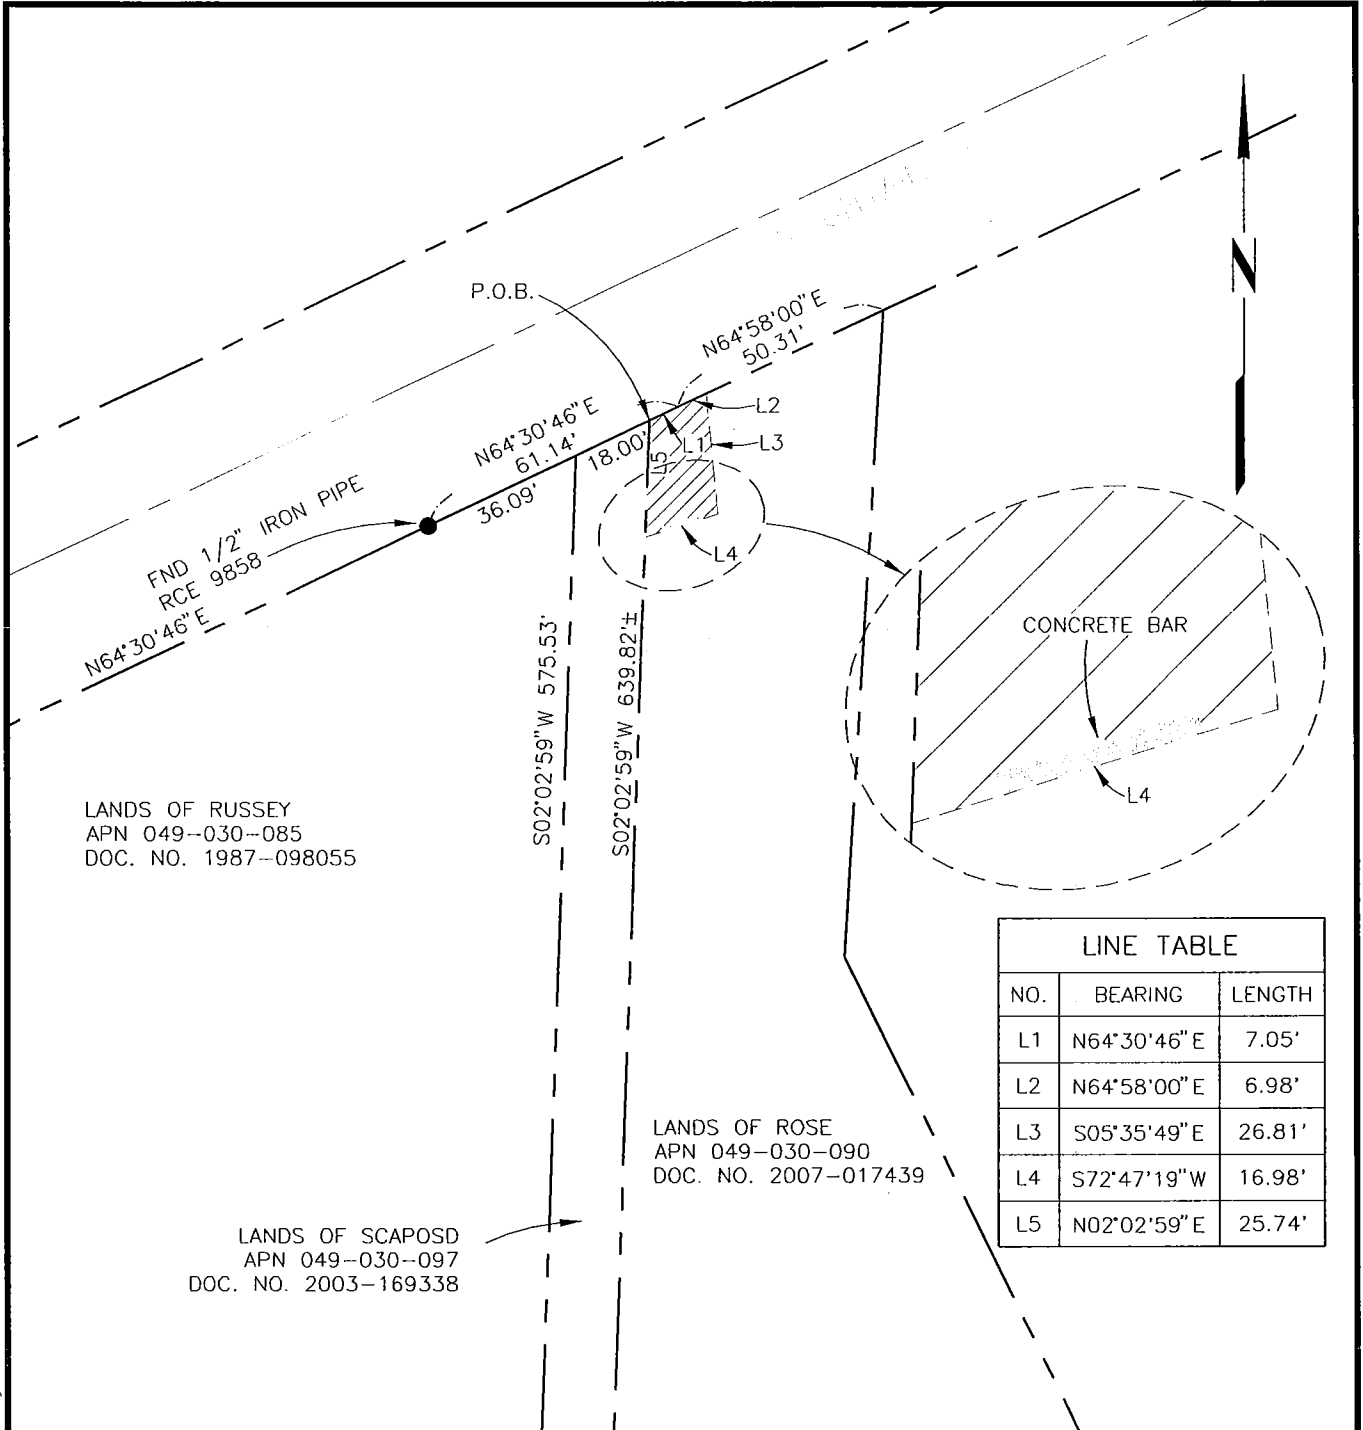 N
P.O.B.
N64°58'00"E
50.31'
L2
N64°30'46"E
61.14'
18.00'
L1
L3
L5
36.09'
FND 1/2" IRON PIPE
RCE 9858
L4
N64°30'46"E
CONCRETE BAR
L4
S02°02'59"W 575.53'
S02°02'59"W 639.82'±
LANDS OF RUSSEY
APN 049-030-085
DOC. NO. 1987-098055
LINE TABLE
NO. BEARING LENGTH
L1 N64°30'46"E 7.05'
L2 N64°58'00"E 6.98'
L3 S05°35'49"E 26.81'
L4 S72°47'19"W 16.98'
L5 N02°02'59"E 25.74'
LANDS OF ROSE
APN 049-030-090
DOC. NO. 2007-017439
LANDS OF SCAPOSD
APN 049-030-097
DOC. NO. 2003-169338